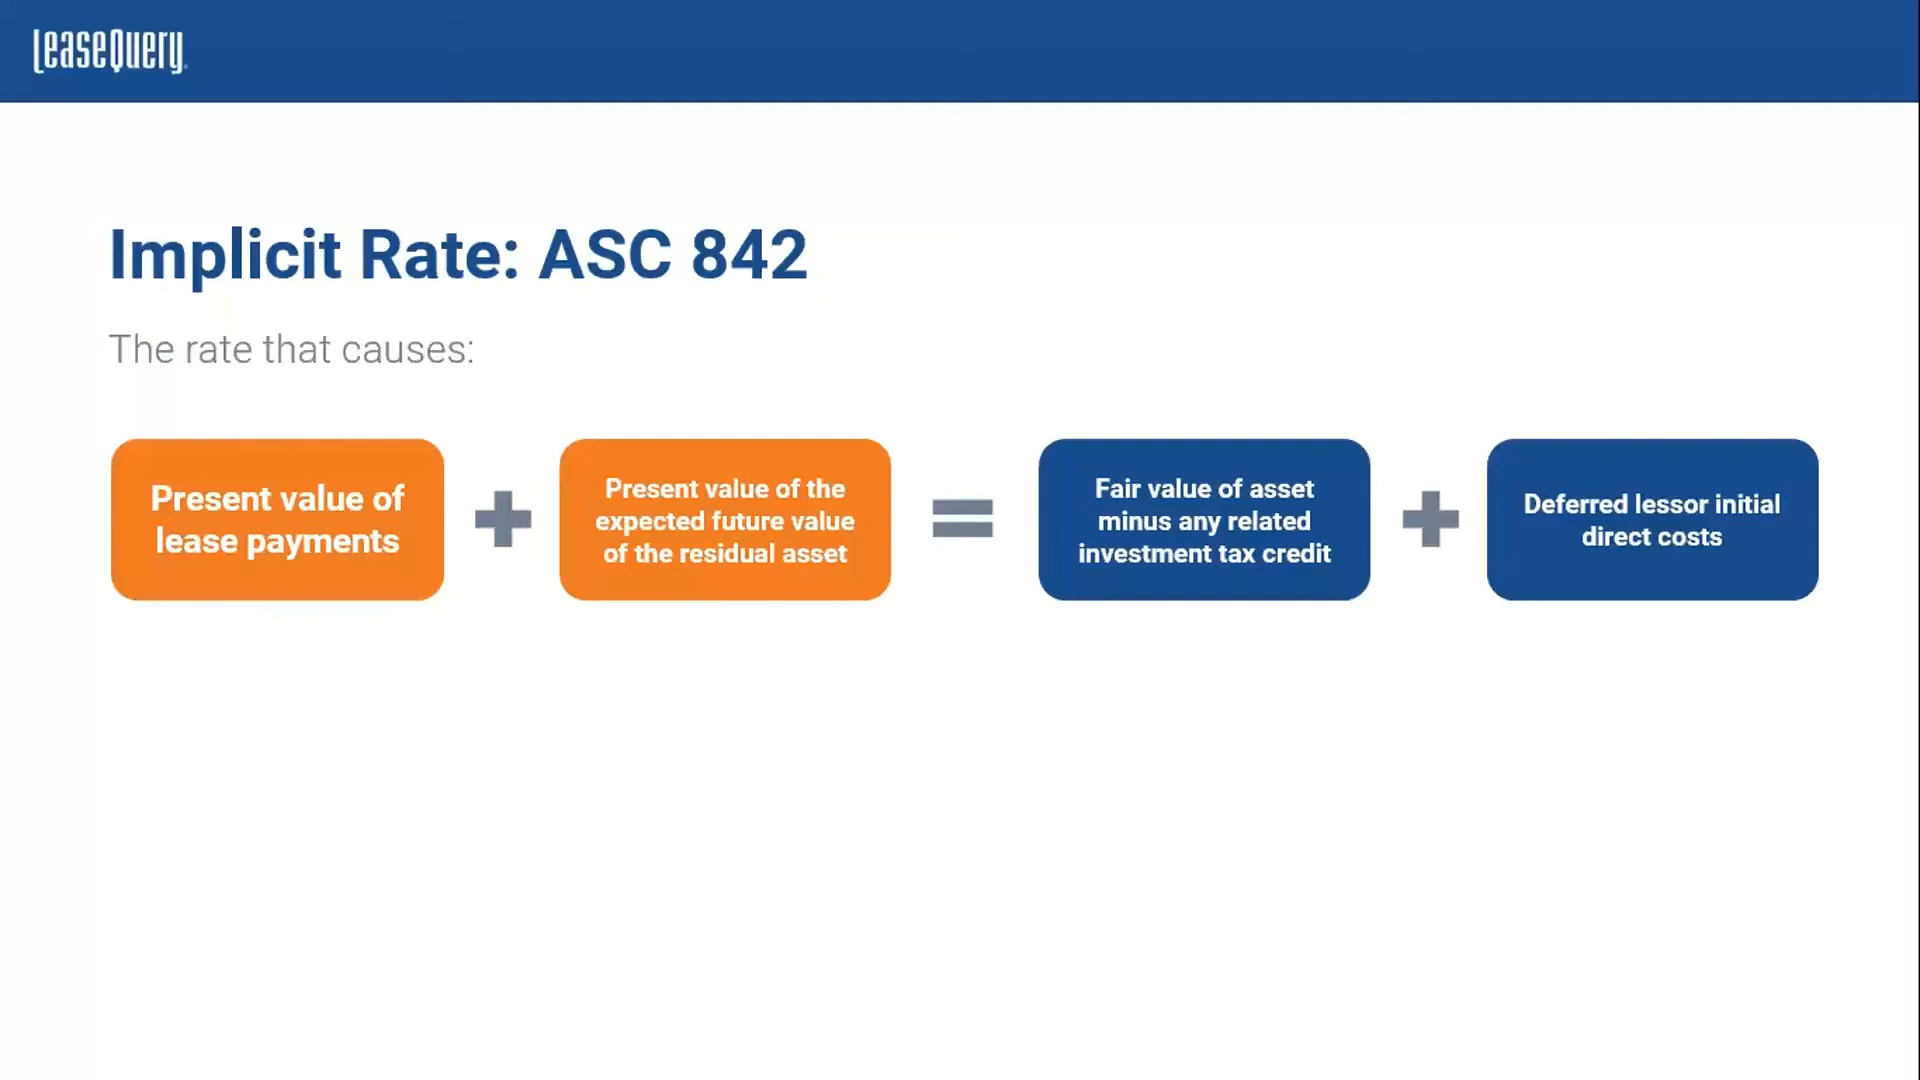 LeaseQuery
Implicit Rate: ASC 842
The rate that causes:
Present value of
lease payments
+
Present value of the
expected future value
of the residual asset
=
Fair value of asset
minus any related
investment tax credit
+
Deferred lessor initial
direct costs